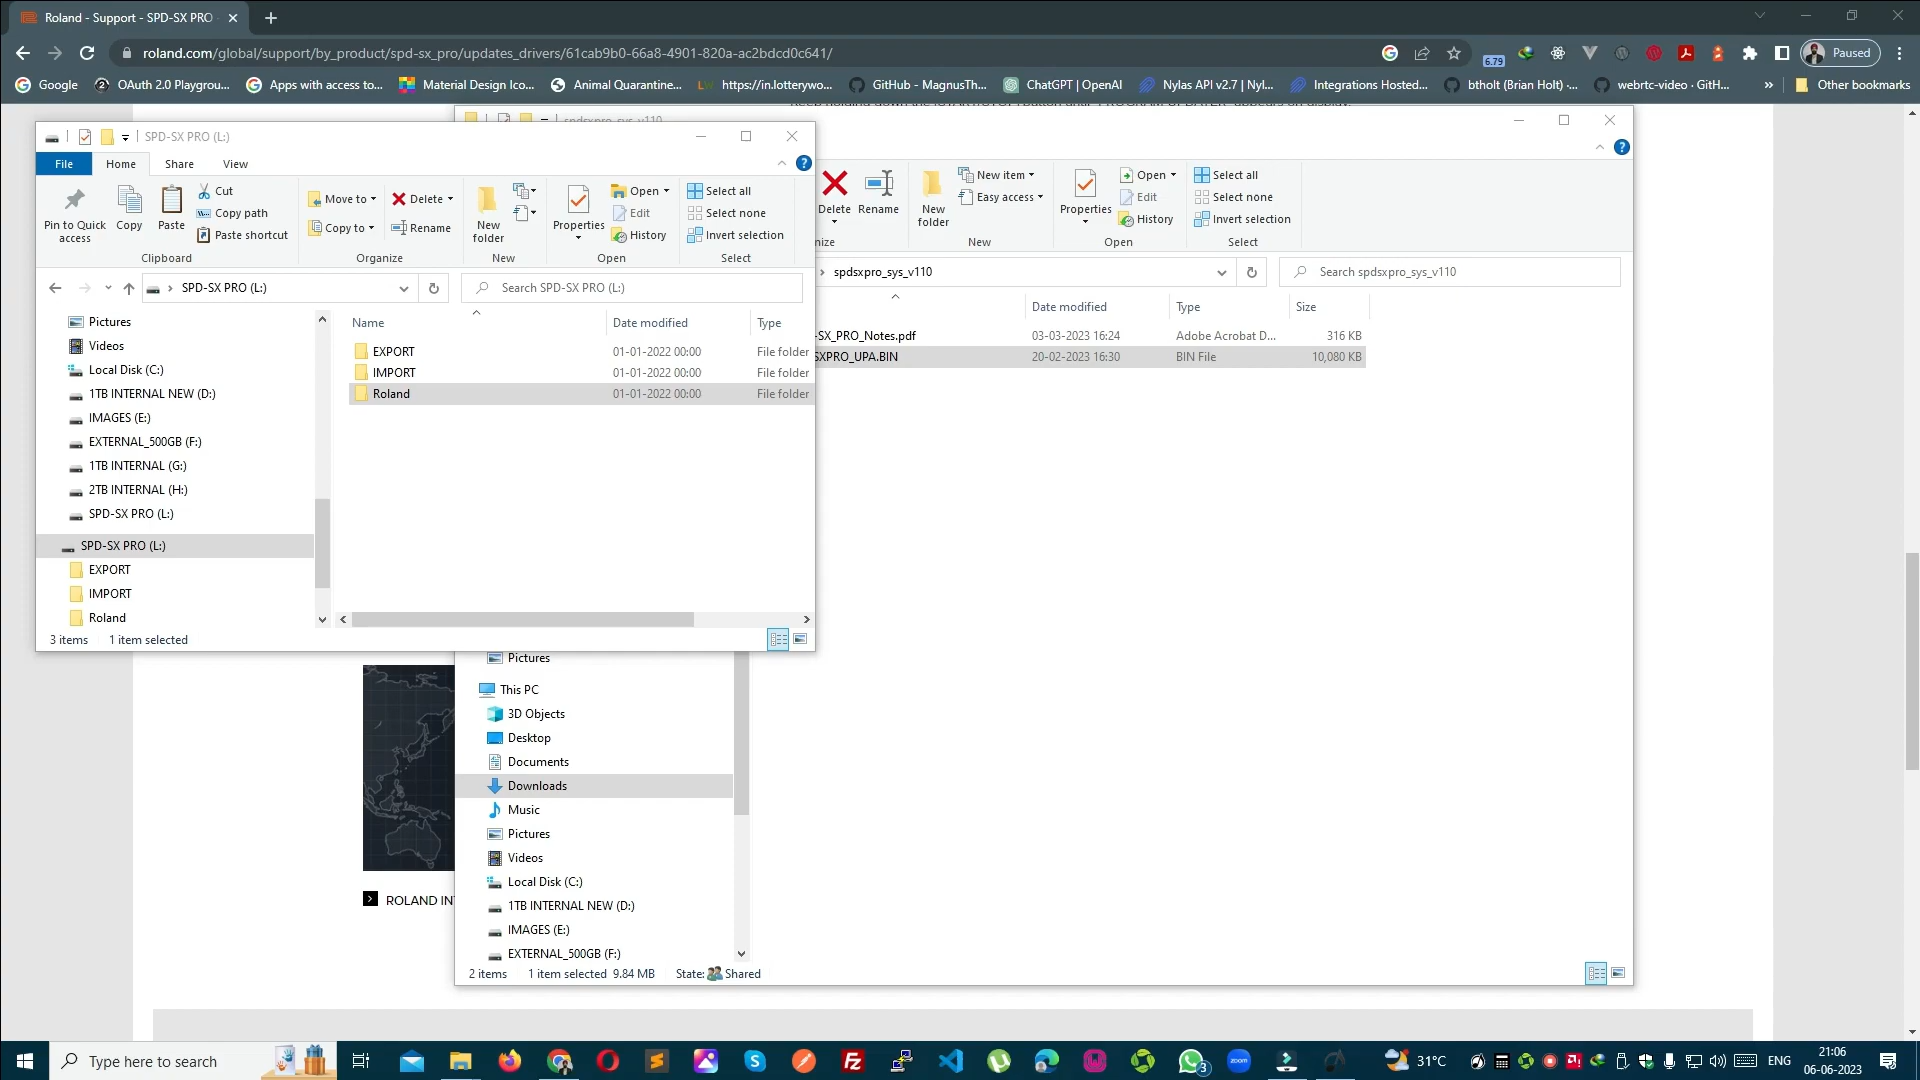 Roland - Support - SPD-SX PRO
roland.com/global/support/by_product/spd-sx_pro/updates_drivers/61cab9b0-66a8-4901-820a-ac2bdcd0c641/
6.79
Paused
Google
OAuth 2.0 Playgrou...
Apps with access to...
Material Design Ico...
Animal Quarantine...
https://in.lotterywo...
GitHub - MagnusTh...
ChatGPT | OpenAI
Nylas API v2.7 | Nyl...
Integrations Hosted...
btholt (Brian Holt) ·...
webrtc-video · GitH...
»
Other bookmarks
spdsxpro_sys_v110
SPD-SX PRO (L:)
File
Home
Share
View
Pin to Quick access
Copy
Paste
Cut
Copy path
Paste shortcut
Clipboard
Move to
Copy to
Delete
Rename
Organize
New folder
New
Properties
Open
Edit
History
Open
Select all
Select none
Invert selection
Select
Delete
Rename
nize
New folder
New item
Easy access
New
Properties
Open
Edit
History
Open
Select all
Select none
Invert selection
Select
SPD-SX PRO (L:)
Search SPD-SX PRO (L:)
spdsxpro_sys_v110
Search spdsxpro_sys_v110
Pictures
Videos
Local Disk (C:)
1TB INTERNAL NEW (D:)
IMAGES (E:)
EXTERNAL_500GB (F:)
1TB INTERNAL (G:)
2TB INTERNAL (H:)
SPD-SX PRO (L:)
SPD-SX PRO (L:)
EXPORT
IMPORT
Roland
Name Date modified Type
EXPORT 01-01-2022 00:00 File folder
IMPORT 01-01-2022 00:00 File folder
Roland 01-01-2022 00:00 File folder
3 items 1 item selected
Date modified Type Size
-SX_PRO_Notes.pdf 03-03-2023 16:24 Adobe Acrobat D... 316 KB
SXPRO_UPA.BIN 20-02-2023 16:30 BIN File 10,080 KB
Pictures
This PC
3D Objects
Desktop
Documents
Downloads
Music
Pictures
Videos
Local Disk (C:)
1TB INTERNAL NEW (D:)
IMAGES (E:)
EXTERNAL_500GB (F:)
2 items 1 item selected 9.84 MB State: Shared
ROLAND IN
Type here to search
3
zoom
31°C
ENG
21:06
06-06-2023